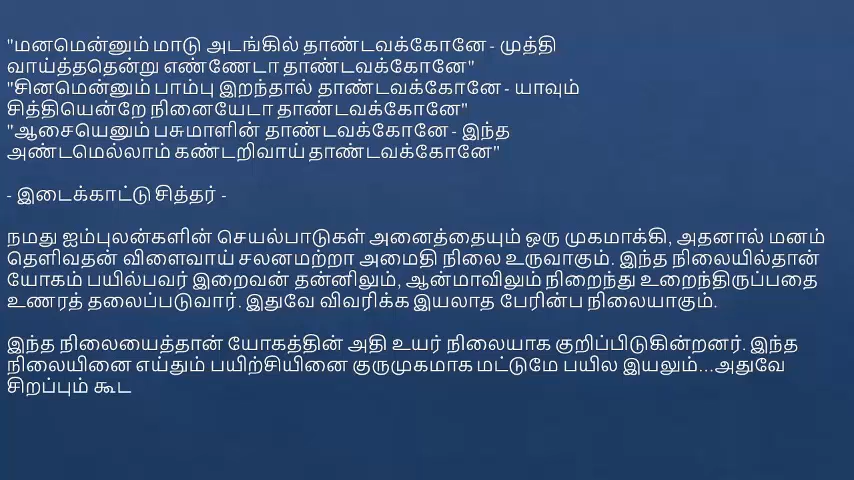 "மனமென்னும் மாடு அடங்கில் தாண்டவக்கோனே - முத்தி
வாய்த்ததென்று எண்ணேடா தாண்டவக்கோனே"
"சினமென்னும் பாம்பு இறந்தால் தாண்டவக்கோனே - யாவும்
சித்தியென்றே நினையேடா தாண்டவக்கோனே"
"ஆசையெனும் பசுமாளின் தாண்டவக்கோனே - இந்த
அண்டமெல்லாம் கண்டறிவாய் தாண்டவக்கோனே"
- இடைக்காட்டு சித்தர் -
நமது ஐம்புலன்களின் செயல்பாடுகள் அனைத்தையும் ஒரு முகமாக்கி, அதனால் மனம்
தெளிவதன் விளைவாய் சலனமற்றா அமைதி நிலை உருவாகும். இந்த நிலையில்தான்
யோகம் பயில்பவர் இறைவன் தன்னிலும், ஆன்மாவிலும் நிறைந்து உறைந்திருப்பதை
உணரத் தலைப்படுவார். இதுவே விவரிக்க இயலாத பேரின்ப நிலையாகும்.
இந்த நிலையைத்தான் யோகத்தின் அதி உயர் நிலையாக குறிப்பிடுகின்றனர். இந்த
நிலையினை எய்தும் பயிற்சியினை குருமுகமாக மட்டுமே பயில இயலும்...அதுவே
சிறப்பும் கூட